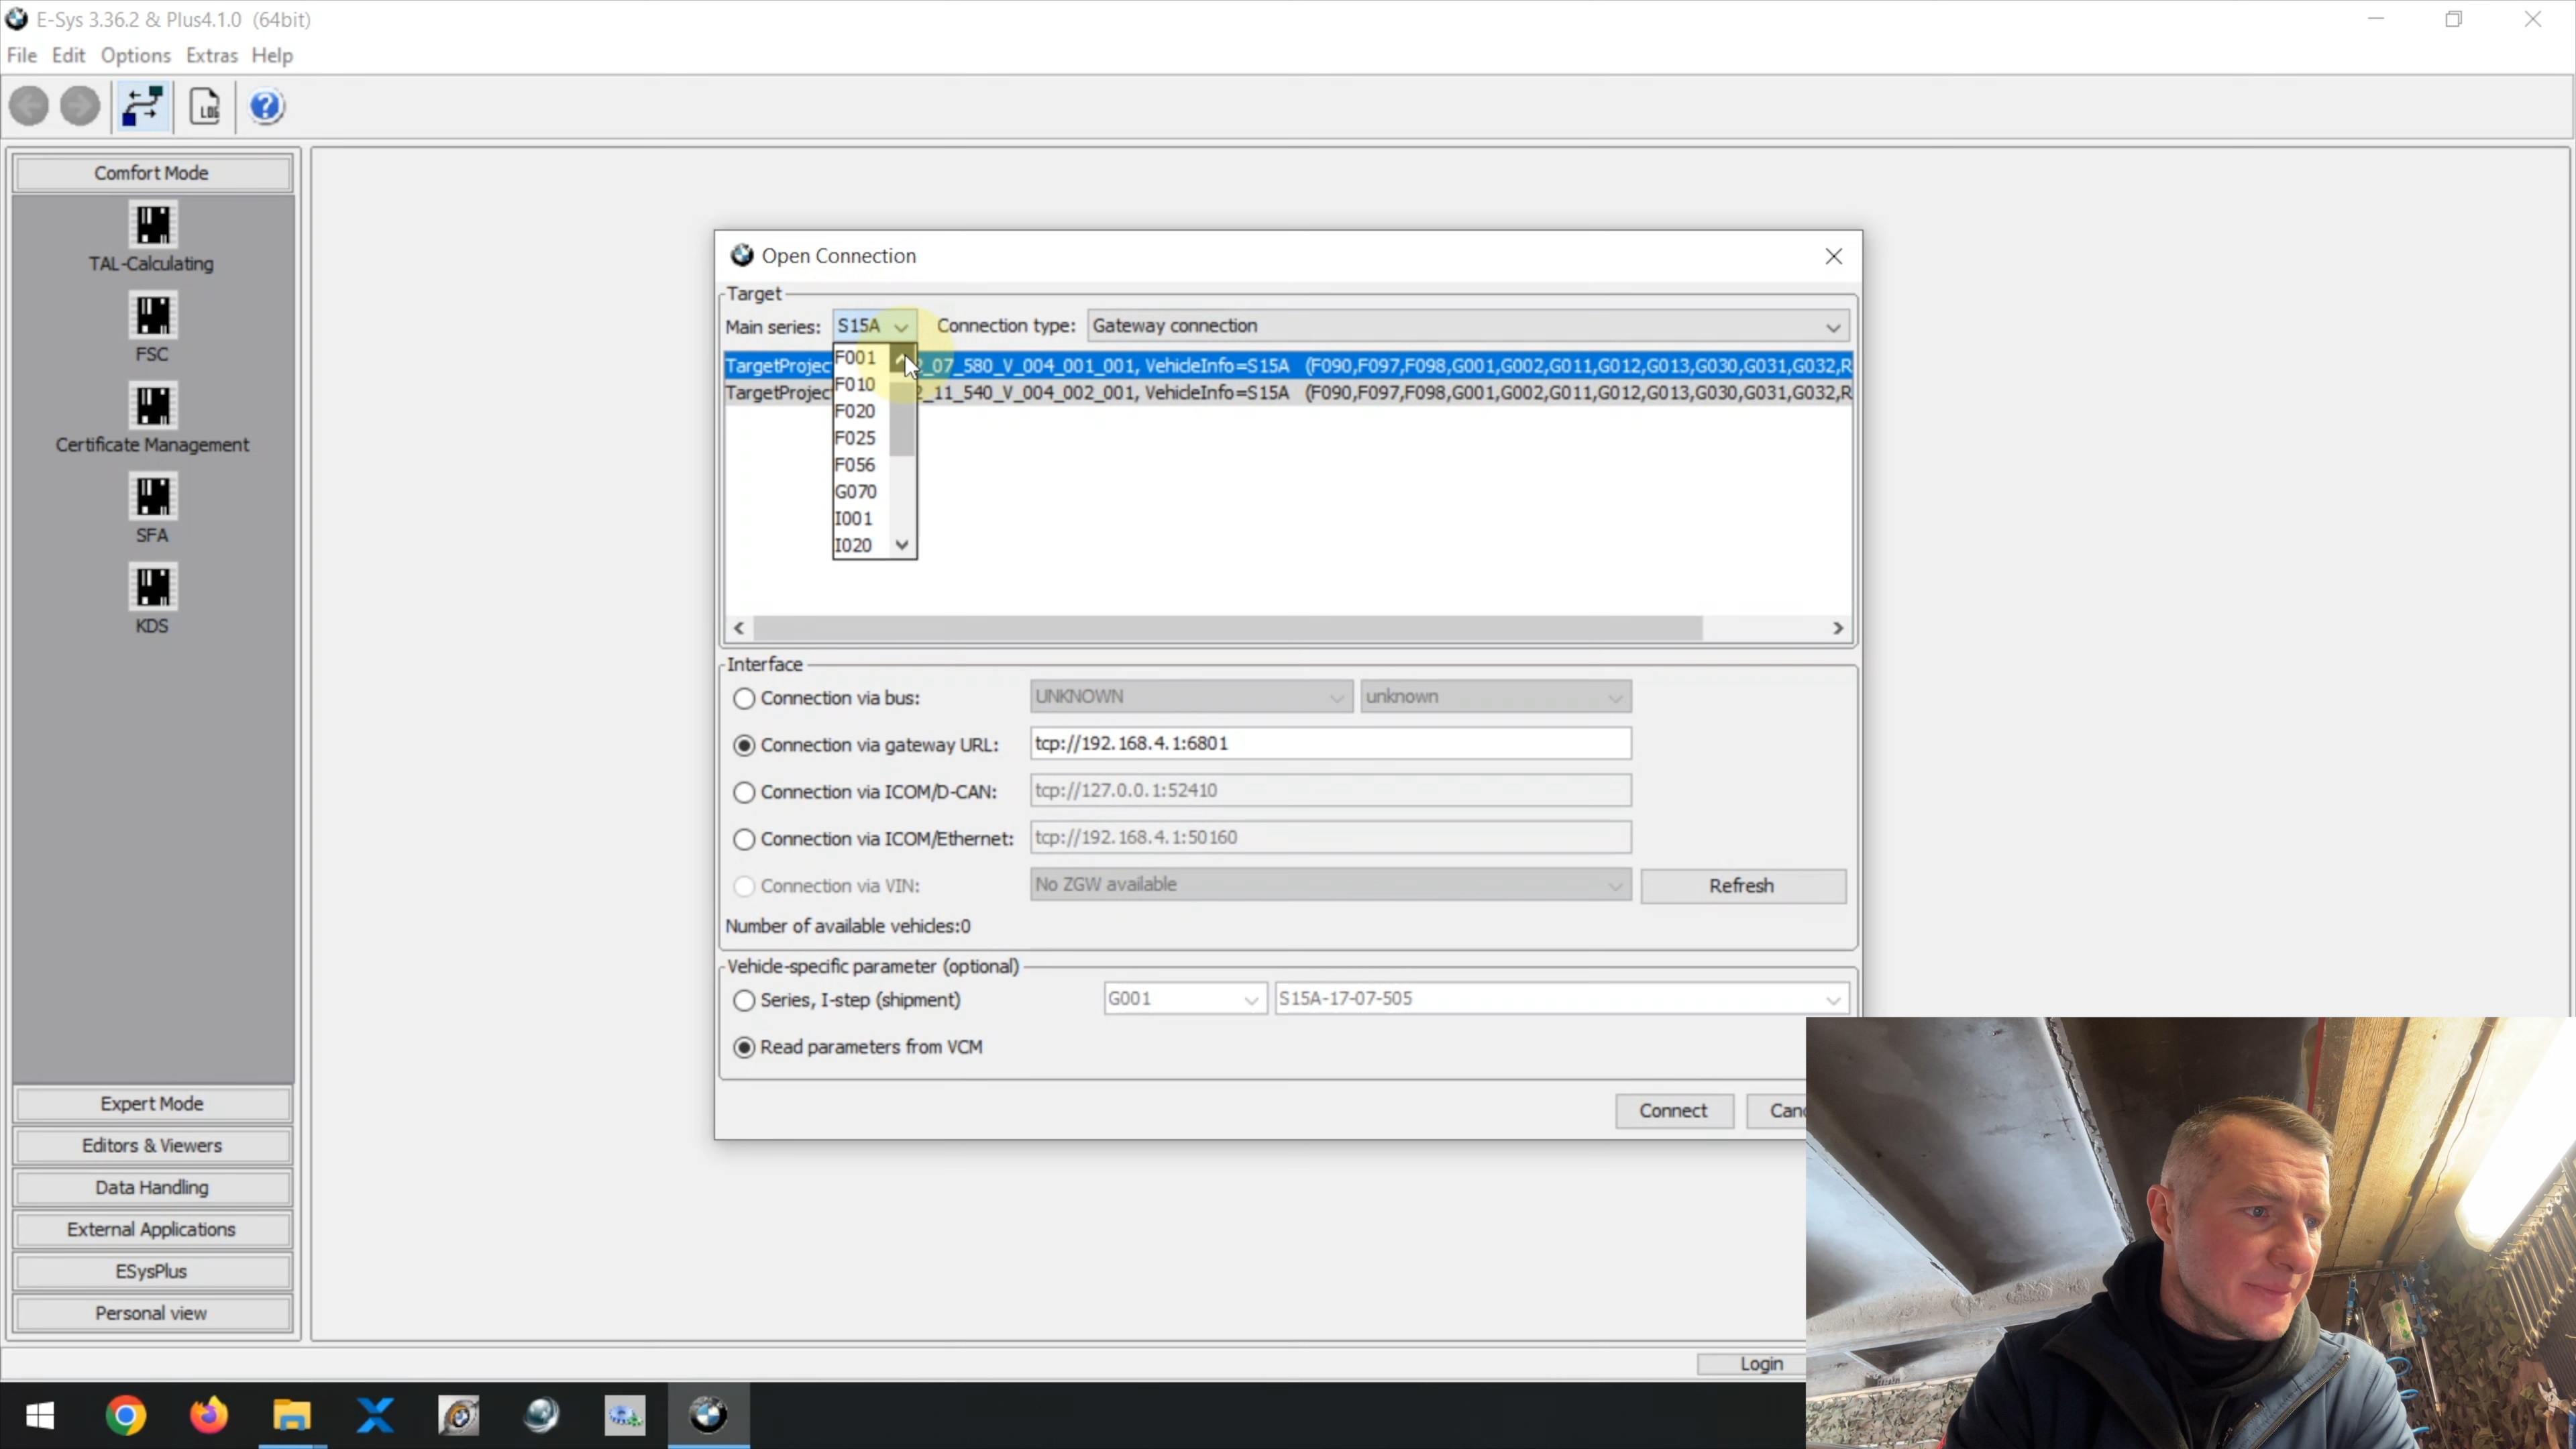 E-Sys 3.36.2 & Plus4.1.0 (64bit)
File Edit Options Extras Help
LOG
Comfort Mode
TAL-Calculating
FSC
Certificate Management
SFA
KDS
Expert Mode
Editors & Viewers
Data Handling
External Applications
ESysPlus
Personal view
Open Connection
Target
Main series: S15A Connection type: Gateway connection
TargetProjec 2_07_580_V_004_001_001, VehicleInfo=S15A (F090,F097,F098,G001,G002,G011,G012,G013,G030,G031,G032,R
TargetProjec 2_11_540_V_004_002_001, VehicleInfo=S15A (F090,F097,F098,G001,G002,G011,G012,G013,G030,G031,G032,R
F001
F010
F020
F025
F056
G070
I001
I020
Interface
Connection via bus: UNKNOWN unknown
Connection via gateway URL: tcp://192.168.4.1:6801
Connection via ICOM/D-CAN: tcp://127.0.0.1:52410
Connection via ICOM/Ethernet: tcp://192.168.4.1:50160
Connection via VIN: No ZGW available Refresh
Number of available vehicles:0
Vehicle-specific parameter (optional)
Series, I-step (shipment) G001 S15A-17-07-505
Read parameters from VCM
Connect Canc
Login